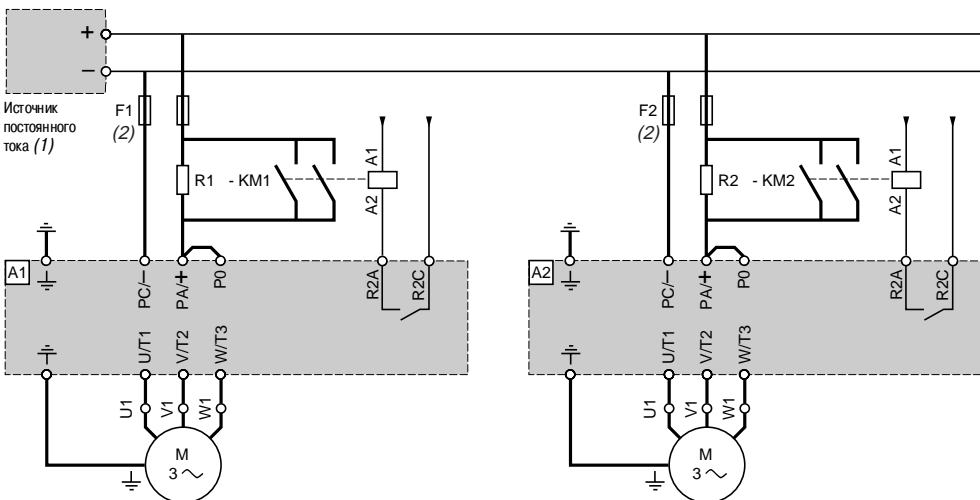 +
−
Источник
постоянного
тока (1)
F1
(2)
R1 - KM1
A1
A2
A1
PC/−
PA/+
P0
R2A
R2C
U/T1
V/T2
W/T3
U1
V1
W1
M
3
F2
(2)
R2 - KM2
A1
A2
A2
PC/−
PA/+
P0
R2A
R2C
U/T1
V/T2
W/T3
U1
V1
W1
M
3